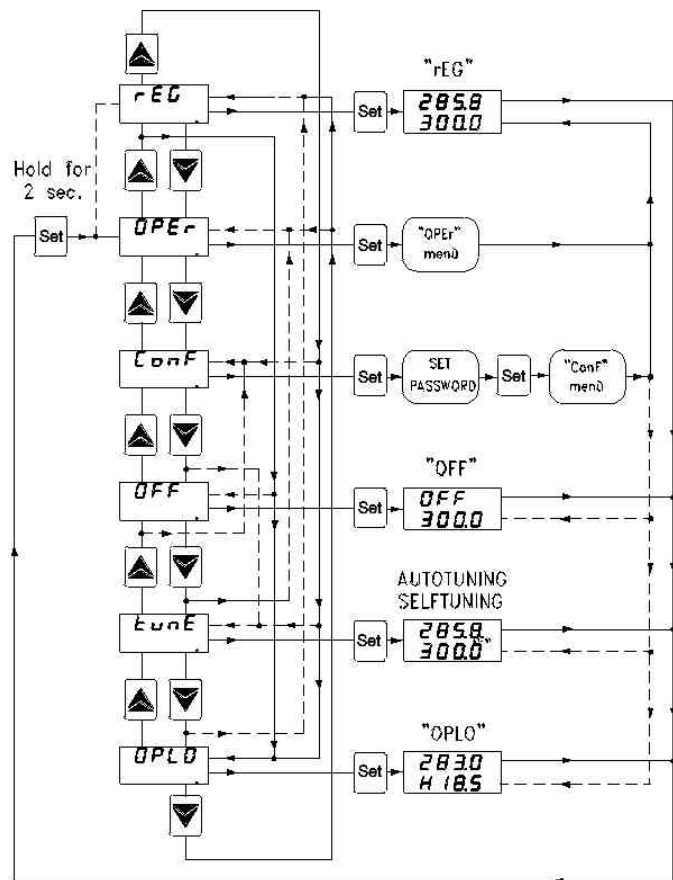 "rEG"
rEG
Set
285.8
300.0
Hold for
2 sec.
Set
OPEr
Set
"OPEr"
menù
ConF
Set
SET
PASSWORD
Set
"ConF"
menù
"OFF"
OFF
Set
OFF
300.0
AUTOTUNING
SELFTUNING
tunE
Set
285.8
300.0
"OPLO"
OPLO
Set
283.0
H18.5